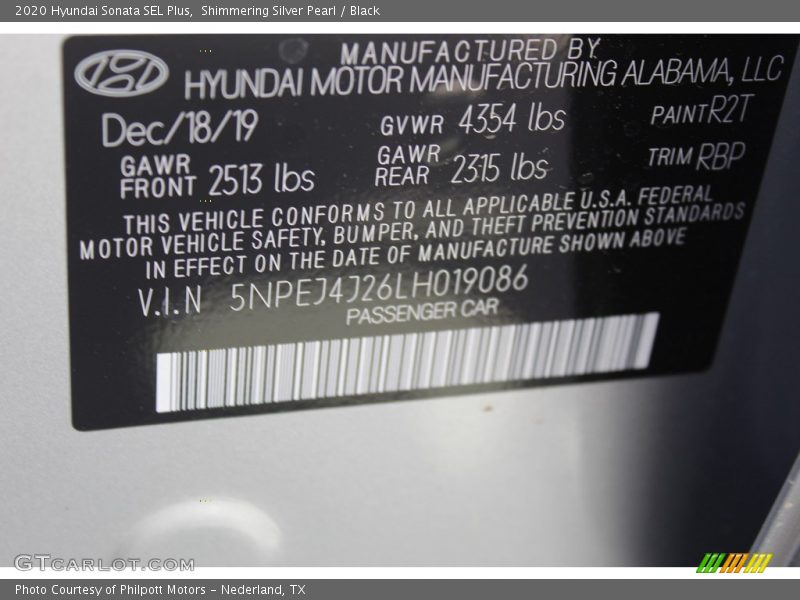 2020 Hyundai Sonata SEL Plus,  Shimmering Silver Pearl / Black
MANUFACTURED BY
HYUNDAI MOTOR MANUFACTURING ALABAMA, LLC
Dec/18/19 GVWR 4354 lbs PAINT R2T
GAWR FRONT 2513 lbs GAWR REAR 2315 lbs TRIM RBP
THIS VEHICLE CONFORMS TO ALL APPLICABLE U.S.A. FEDERAL
MOTOR VEHICLE SAFETY, BUMPER, AND THEFT PREVENTION STANDARDS
IN EFFECT ON THE DATE OF MANUFACTURE SHOWN ABOVE
V.I.N 5NPEJ4J26LH019086
PASSENGER CAR
GTcarlot.com
Photo Courtesy of Philpott Motors - Nederland, TX